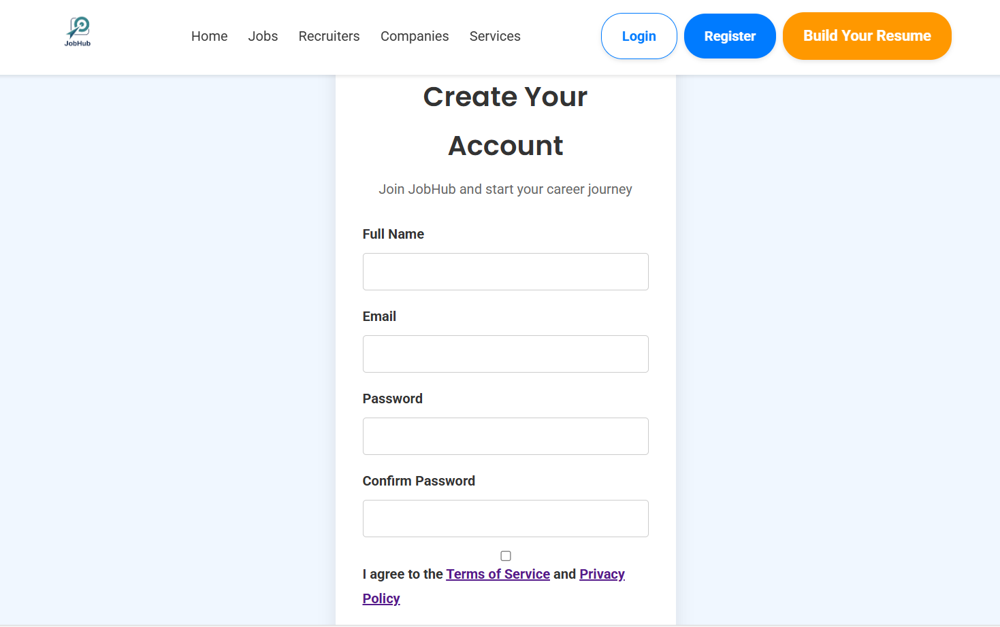 JobHub
Home Jobs Recruiters Companies Services Login Register Build Your Resume
Create Your
Account
Join JobHub and start your career journey
Full Name
Email
Password
Confirm Password
I agree to the Terms of Service and Privacy
Policy